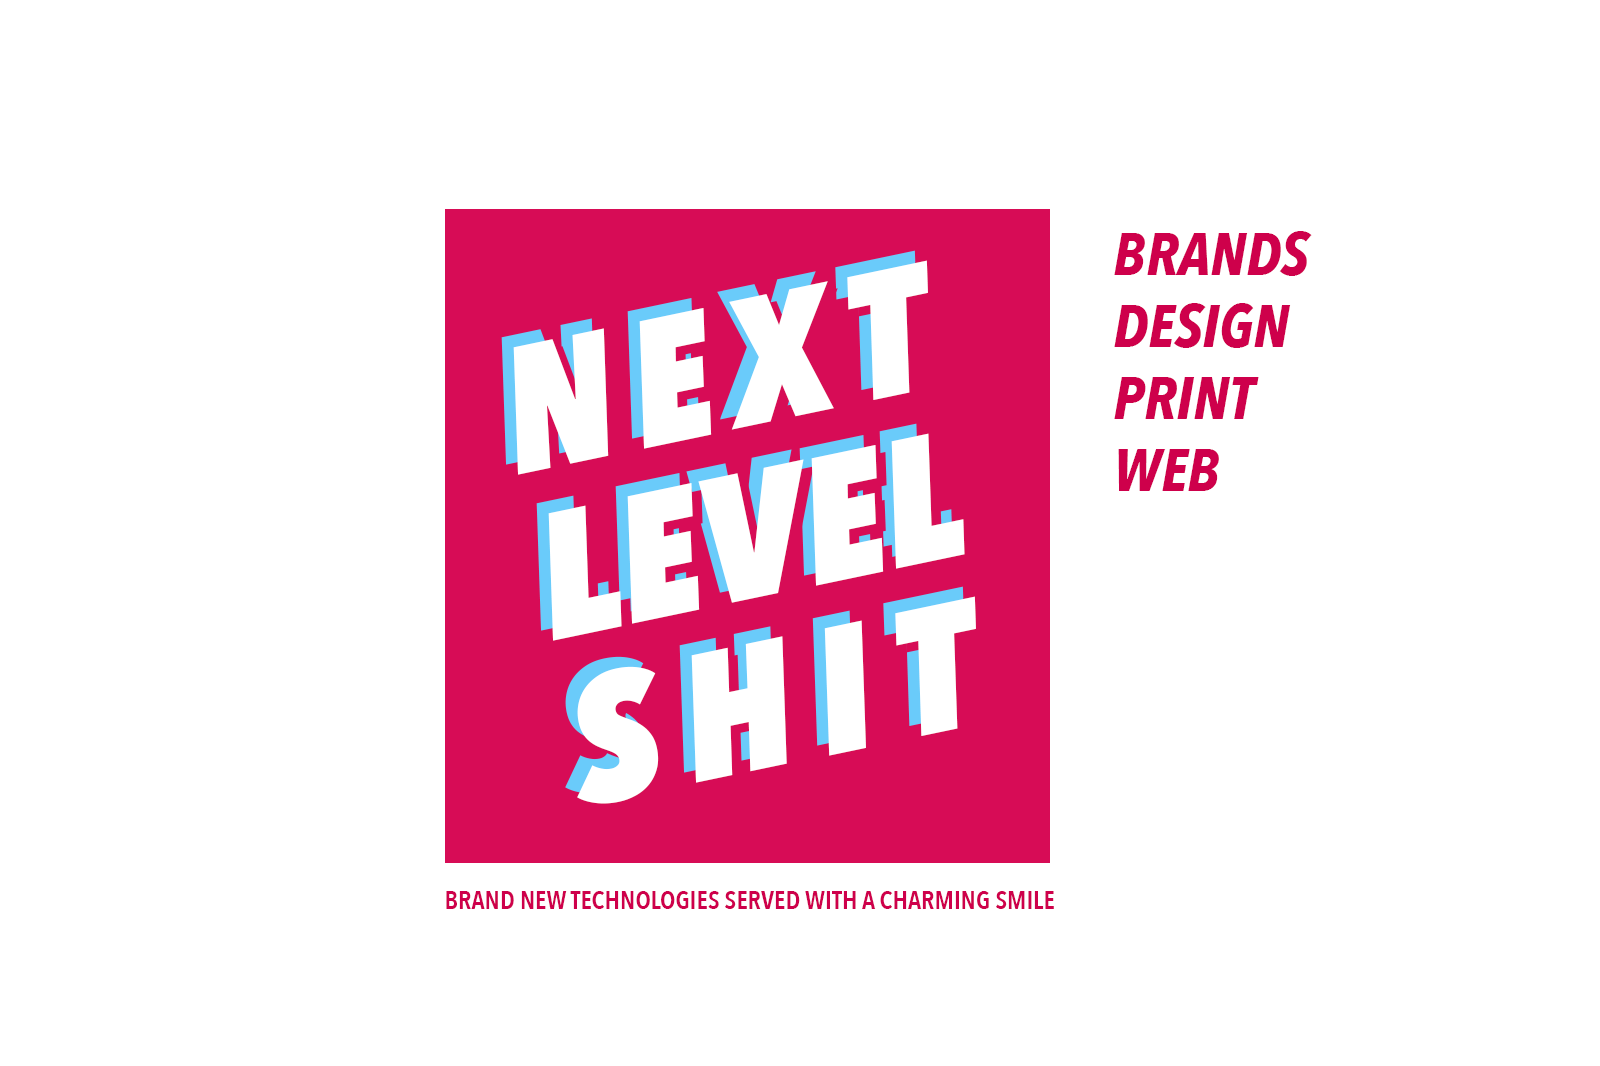 NEXT
LEVEL
SHIT
BRANDS
DESIGN
PRINT
WEB
BRAND NEW TECHNOLOGIES SERVED WITH A CHARMING SMILE